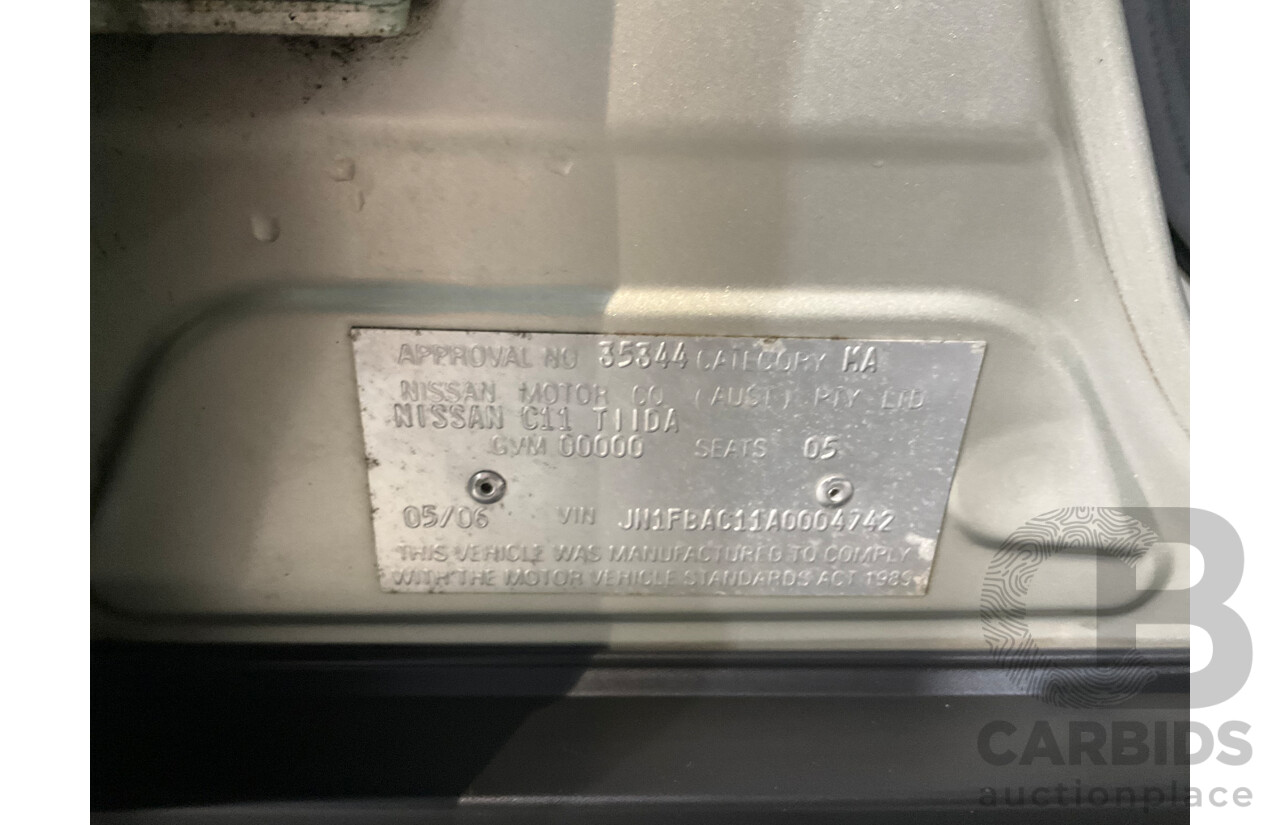 APPROVAL NO 35344 CATEGORY MA
NISSAN MOTOR CO (AUST) PTY LTD
NISSAN C11 TIIDA
GVM 00000 SEATS 05
05/06 VIN JN1FBAC11A0004742
THIS VEHICLE WAS MANUFACTURED TO COMPLY
WITH THE MOTOR VEHICLE STANDARDS ACT 1989
CB
CARBIDS
auctionplace